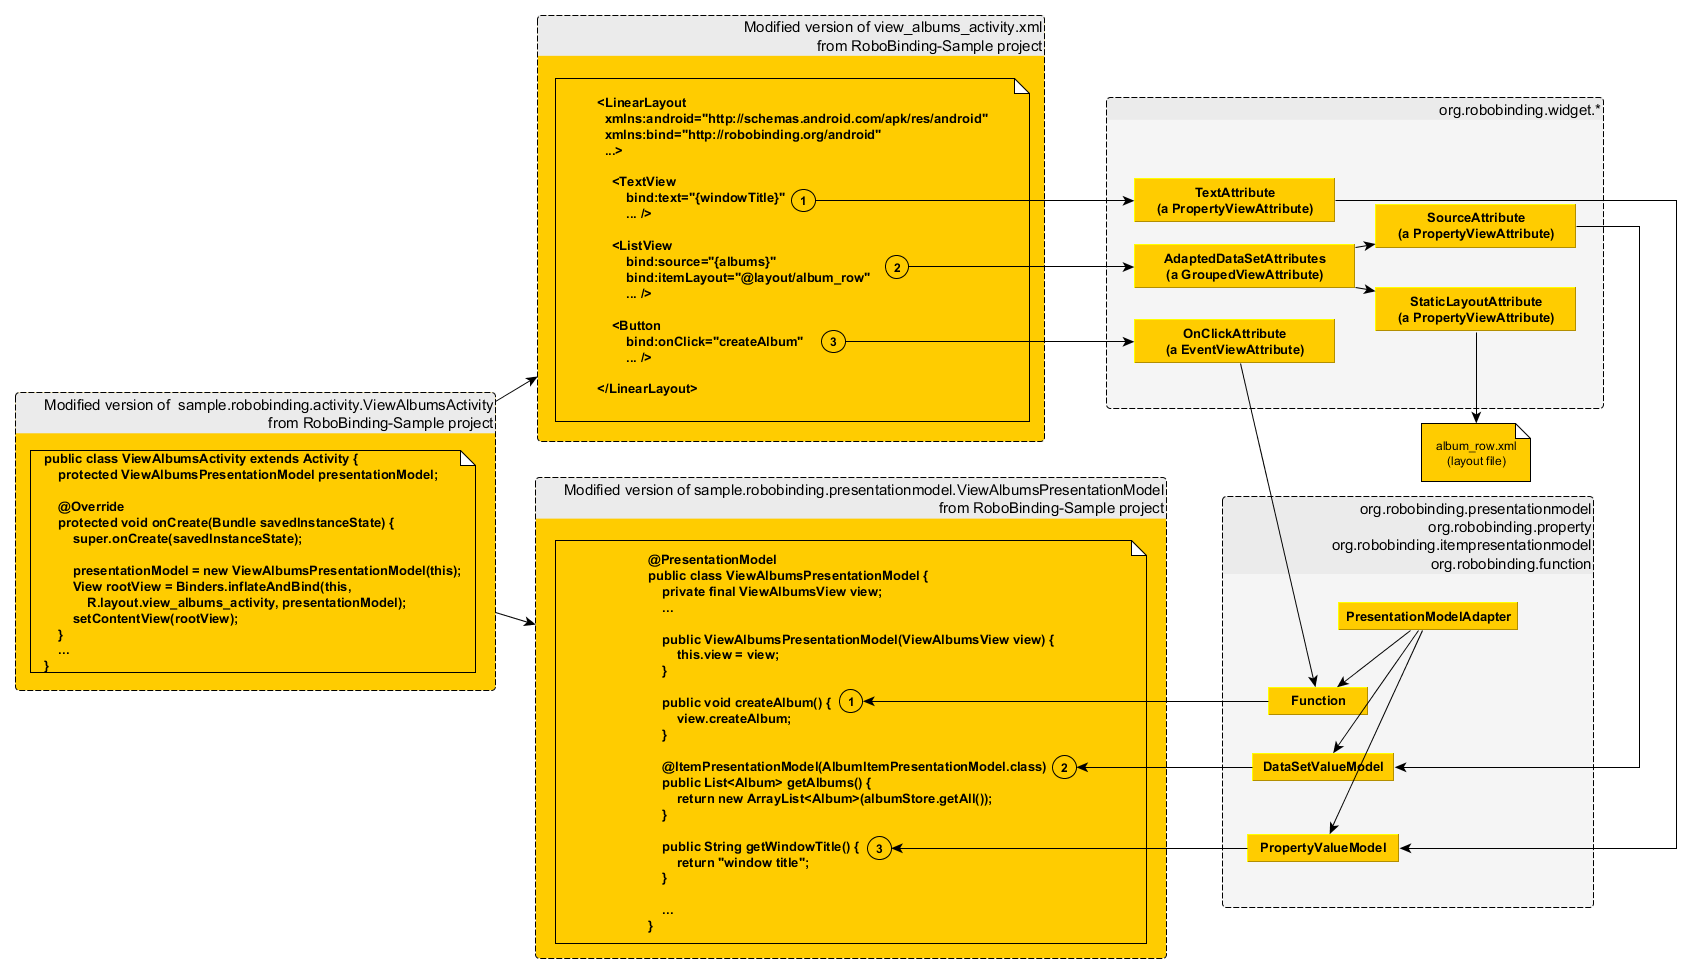 Modified version of view_albums_activity.xml
from RoboBinding-Sample project
<LinearLayout
xmlns:android="http://schemas.android.com/apk/res/android"
xmlns:bind="http://robobinding.org/android"
...>
<TextView
bind:text="{windowTitle}"
1
... />
<ListView
bind:source="{albums}"
2
bind:itemLayout="@layout/album_row"
... />
<Button
bind:onClick="createAlbum"
3
... />
</LinearLayout>
org.robobinding.widget.*
TextAttribute
(a PropertyViewAttribute)
SourceAttribute
(a PropertyViewAttribute)
AdaptedDataSetAttributes
(a GroupedViewAttribute)
StaticLayoutAttribute
(a PropertyViewAttribute)
OnClickAttribute
(a EventViewAttribute)
album_row.xml
(layout file)
Modified version of  sample.robobinding.activity.ViewAlbumsActivity
from RoboBinding-Sample project
public class ViewAlbumsActivity extends Activity {
protected ViewAlbumsPresentationModel presentationModel;
@Override
protected void onCreate(Bundle savedInstanceState) {
super.onCreate(savedInstanceState);
presentationModel = new ViewAlbumsPresentationModel(this);
View rootView = Binders.inflateAndBind(this,
R.layout.view_albums_activity, presentationModel);
setContentView(rootView);
}
...
}
Modified version of sample.robobinding.presentationmodel.ViewAlbumsPresentationModel
from RoboBinding-Sample project
@PresentationModel
public class ViewAlbumsPresentationModel {
private final ViewAlbumsView view;
...
public ViewAlbumsPresentationModel(ViewAlbumsView view) {
this.view = view;
}
public void createAlbum() {
1
view.createAlbum;
}
@ItemPresentationModel(AlbumItemPresentationModel.class)
2
public List<Album> getAlbums() {
return new ArrayList<Album>(albumStore.getAll());
}
public String getWindowTitle() {
3
return "window title";
}
...
}
org.robobinding.presentationmodel
org.robobinding.property
org.robobinding.itempresentationmodel
org.robobinding.function
PresentationModelAdapter
Function
DataSetValueModel
PropertyValueModel